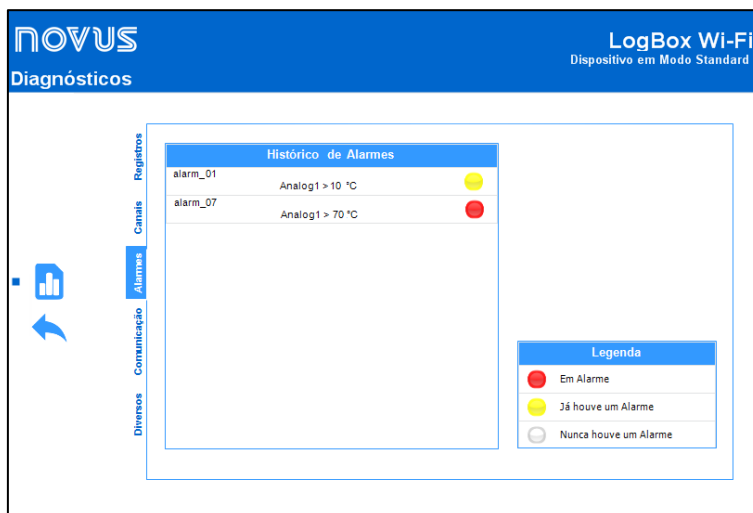 NOVUS
LogBox Wi-Fi
Dispositivo em Modo Standard
Diagnósticos
Registros
Canais
Alarmes
Comunicação
Diversos
Histórico de Alarmes
alarm_01
Analog1 > 10 °C
alarm_07
Analog1 > 70 °C
Legenda
Em Alarme
Já houve um Alarme
Nunca houve um Alarme